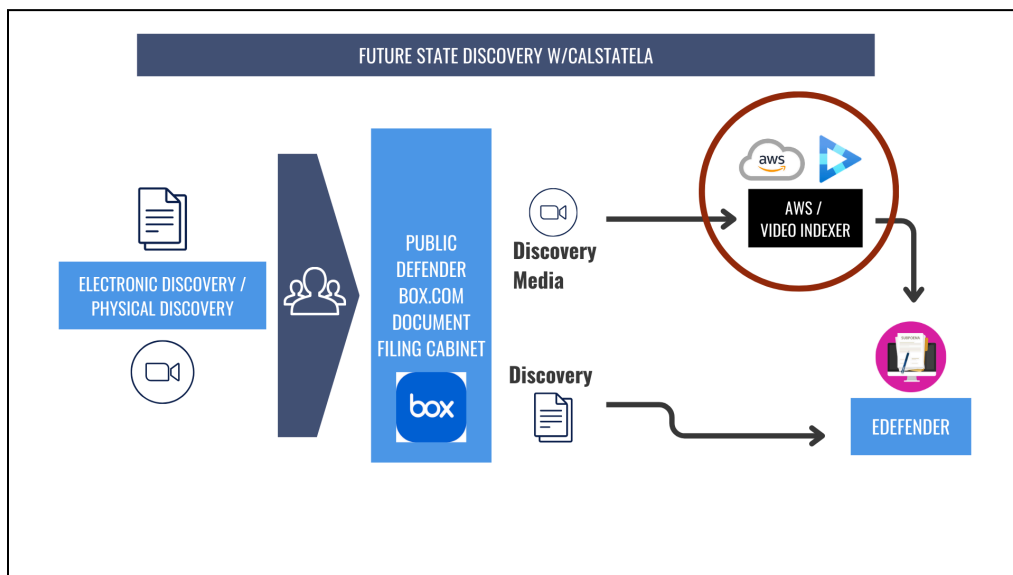 FUTURE STATE DISCOVERY W/CALSTATELA
ELECTRONIC DISCOVERY /
PHYSICAL DISCOVERY
PUBLIC
DEFENDER
BOX.COM
DOCUMENT
FILING CABINET
box
Discovery
Media
Discovery
aws
AWS /
VIDEO INDEXER
SUBPOENA
EDEFENDER